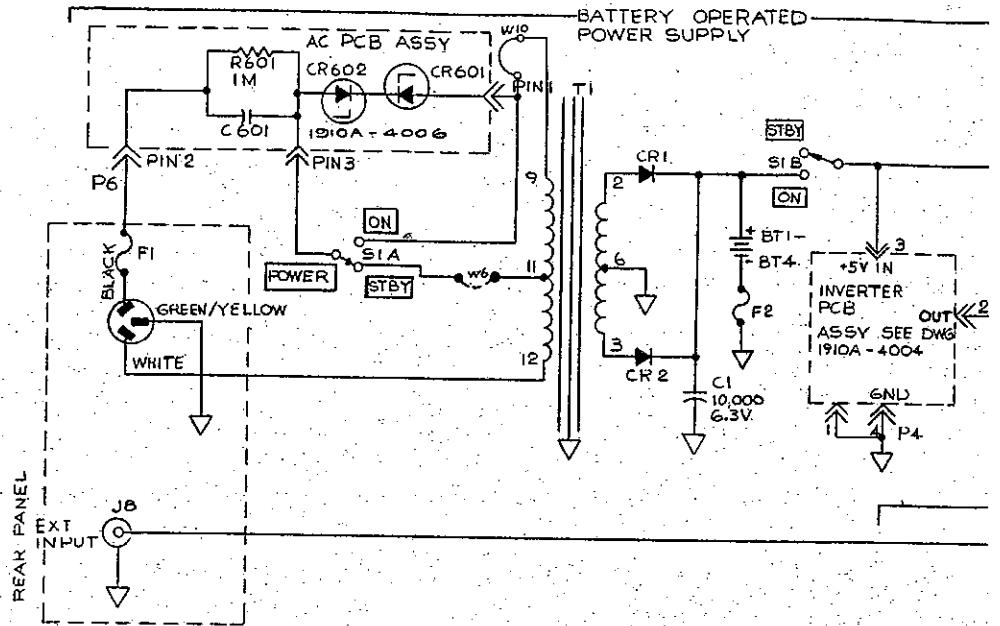 BATTERY OPERATED
POWER SUPPLY
AC PCB ASSY
W10
R601
1M
CR602
CR601
PIN 1
T1
C601
1910A-4006
PIN 2
PIN 3
P6
STBY
CR1
S1B
ON
9
2
ON
S1A
POWER
STBY
W6
11
6
+
BT1-
-
BT4
3
+5V IN
INVERTER
PCB
OUT
2
ASSY SEE DWG
1910A-4004
F1
BLACK
GREEN/YELLOW
F2
WHITE
12
3
CR2
C1
10,000
6.3V
GND
1
4
P4
REAR PANEL
J8
EXT
INPUT